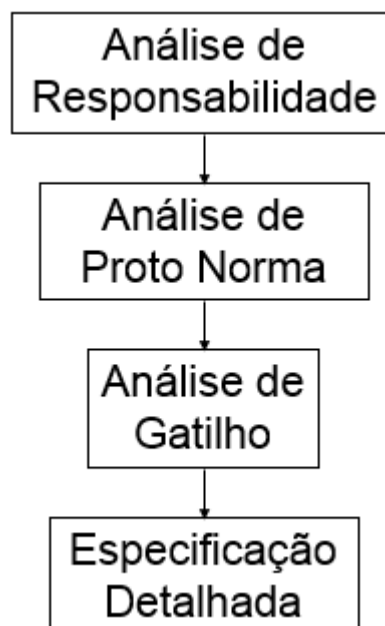 Análise de
Responsabilidade
Análise de
Proto Norma
Análise de
Gatilho
Especificação
Detalhada